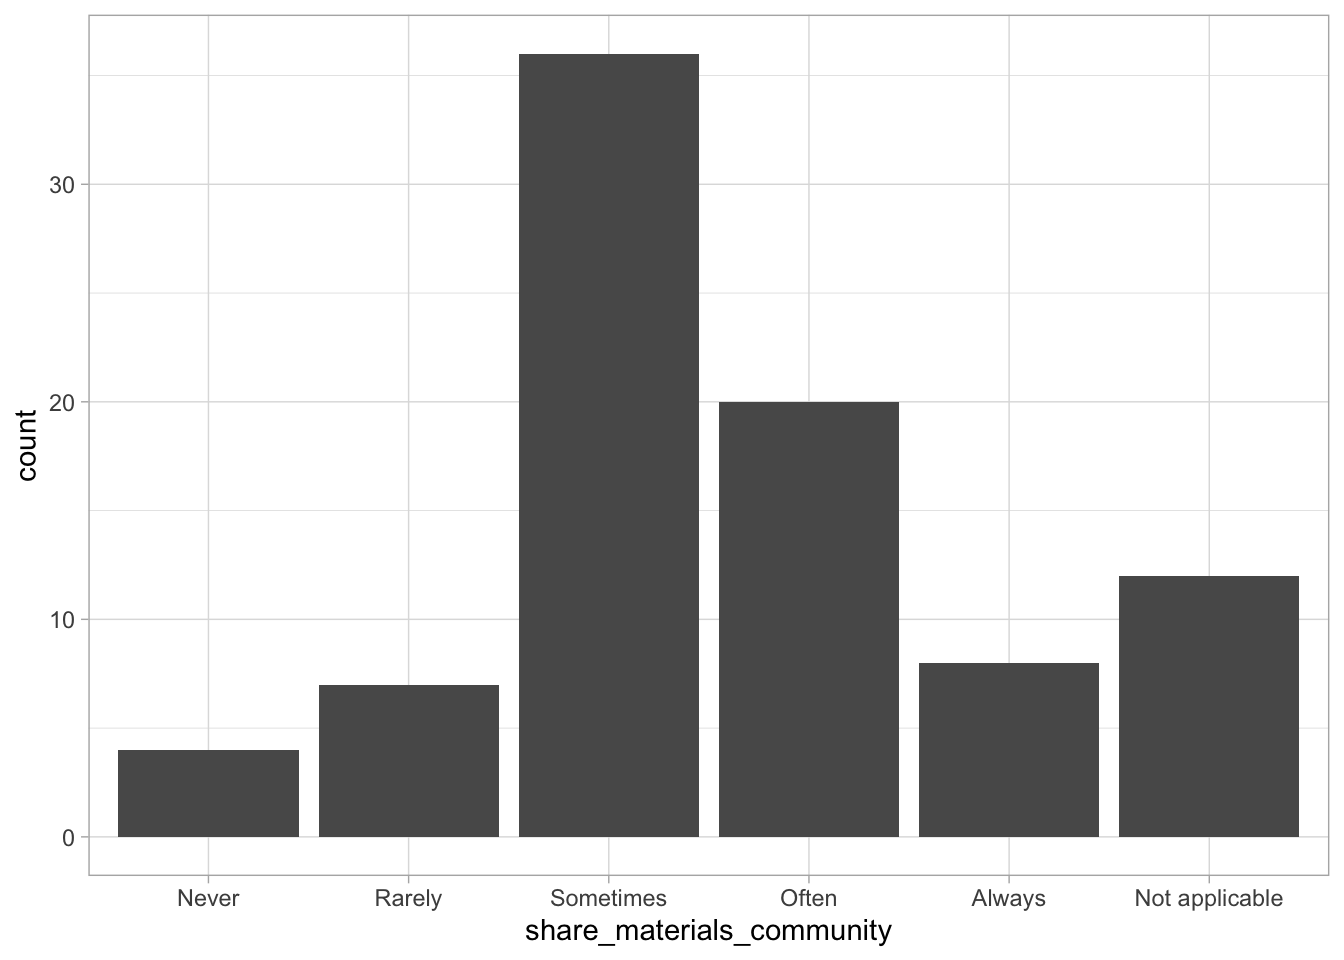 count
30
20
10
0
Never Rarely Sometimes Often Always Not applicable
share_materials_community